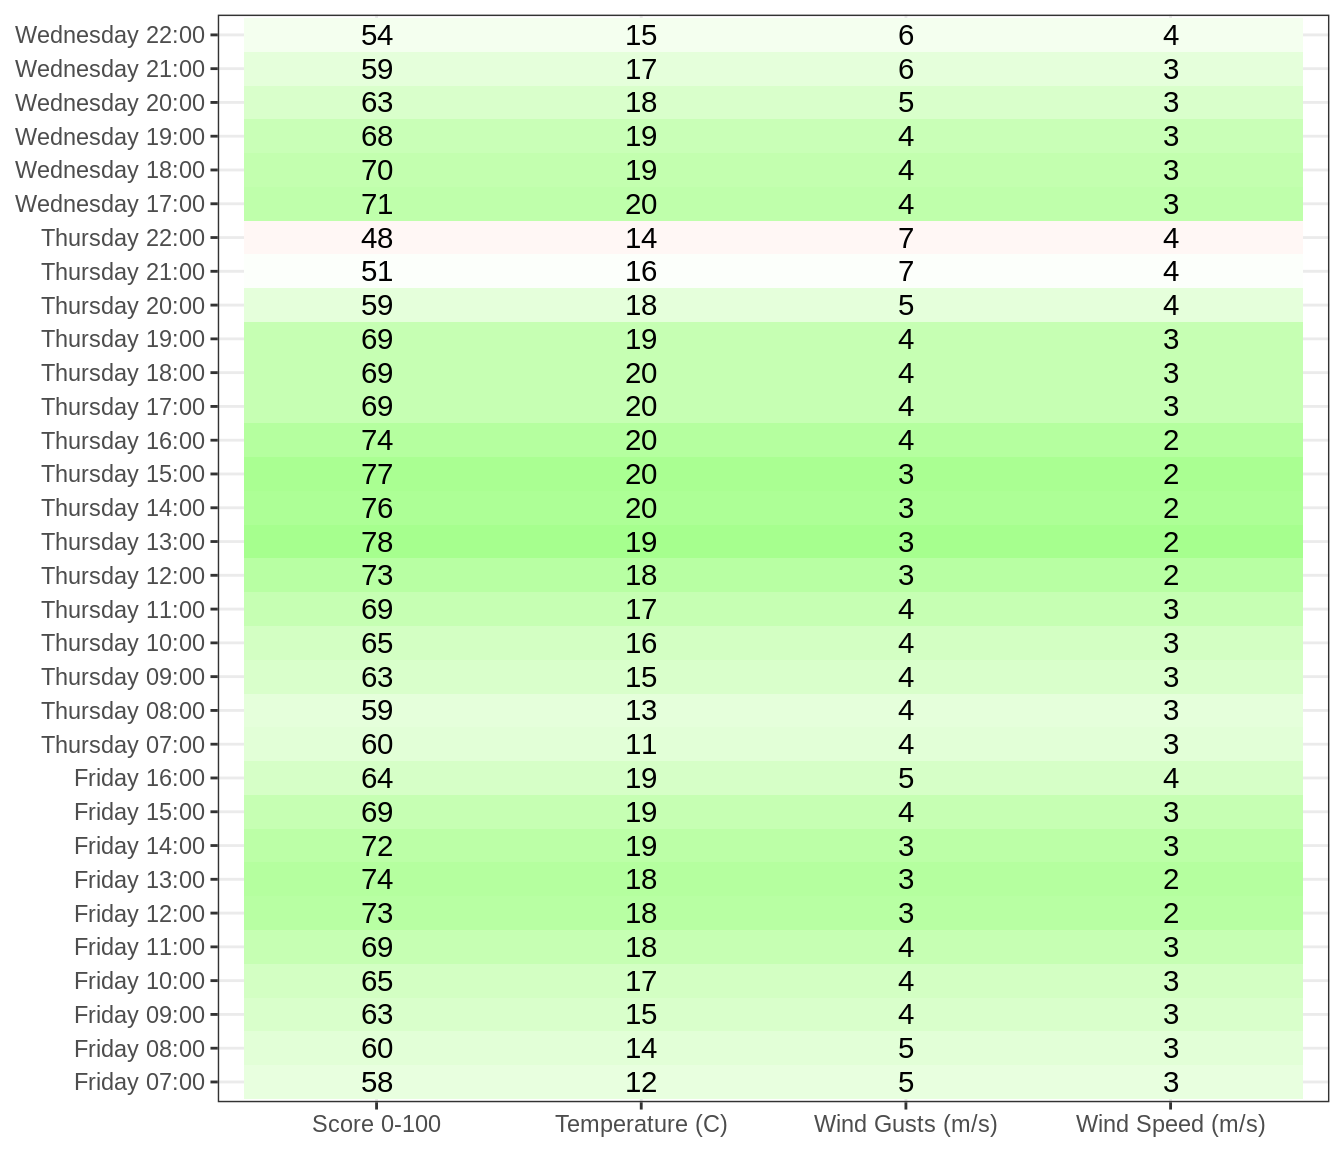 Wednesday 22:00 54 15 6 4
Wednesday 21:00 59 17 6 3
Wednesday 20:00 63 18 5 3
Wednesday 19:00 68 19 4 3
Wednesday 18:00 70 19 4 3
Wednesday 17:00 71 20 4 3
Thursday 22:00 48 14 7 4
Thursday 21:00 51 16 7 4
Thursday 20:00 59 18 5 4
Thursday 19:00 69 19 4 3
Thursday 18:00 69 20 4 3
Thursday 17:00 69 20 4 3
Thursday 16:00 74 20 4 2
Thursday 15:00 77 20 3 2
Thursday 14:00 76 20 3 2
Thursday 13:00 78 19 3 2
Thursday 12:00 73 18 3 2
Thursday 11:00 69 17 4 3
Thursday 10:00 65 16 4 3
Thursday 09:00 63 15 4 3
Thursday 08:00 59 13 4 3
Thursday 07:00 60 11 4 3
Friday 16:00 64 19 5 4
Friday 15:00 69 19 4 3
Friday 14:00 72 19 3 3
Friday 13:00 74 18 3 2
Friday 12:00 73 18 3 2
Friday 11:00 69 18 4 3
Friday 10:00 65 17 4 3
Friday 09:00 63 15 4 3
Friday 08:00 60 14 5 3
Friday 07:00 58 12 5 3
Score 0-100 Temperature (C) Wind Gusts (m/s) Wind Speed (m/s)